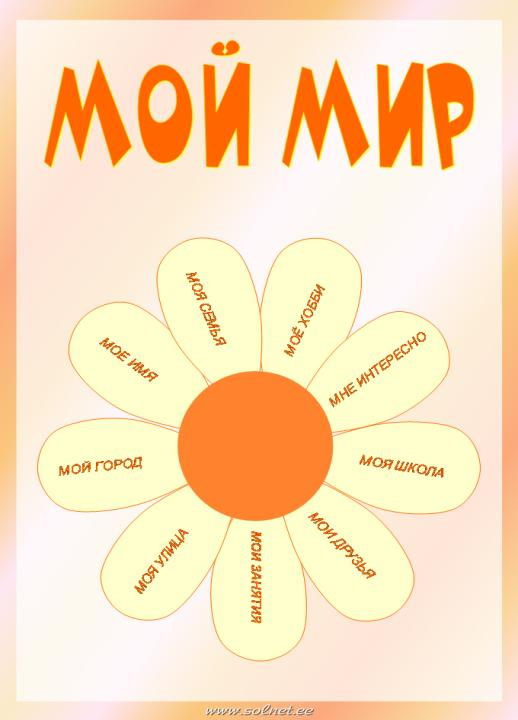 МОЙ МИР
МОЯ СЕМЬЯ
МОЁ ХОББИ
МНЕ ИНТЕРЕСНО
МОЯ ШКОЛА
МОИ ДРУЗЬЯ
МОИ ЗАНЯТИЯ
МОЯ УЛИЦА
МОЙ ГОРОД
МОЕ ИМЯ
www.solnet.ee